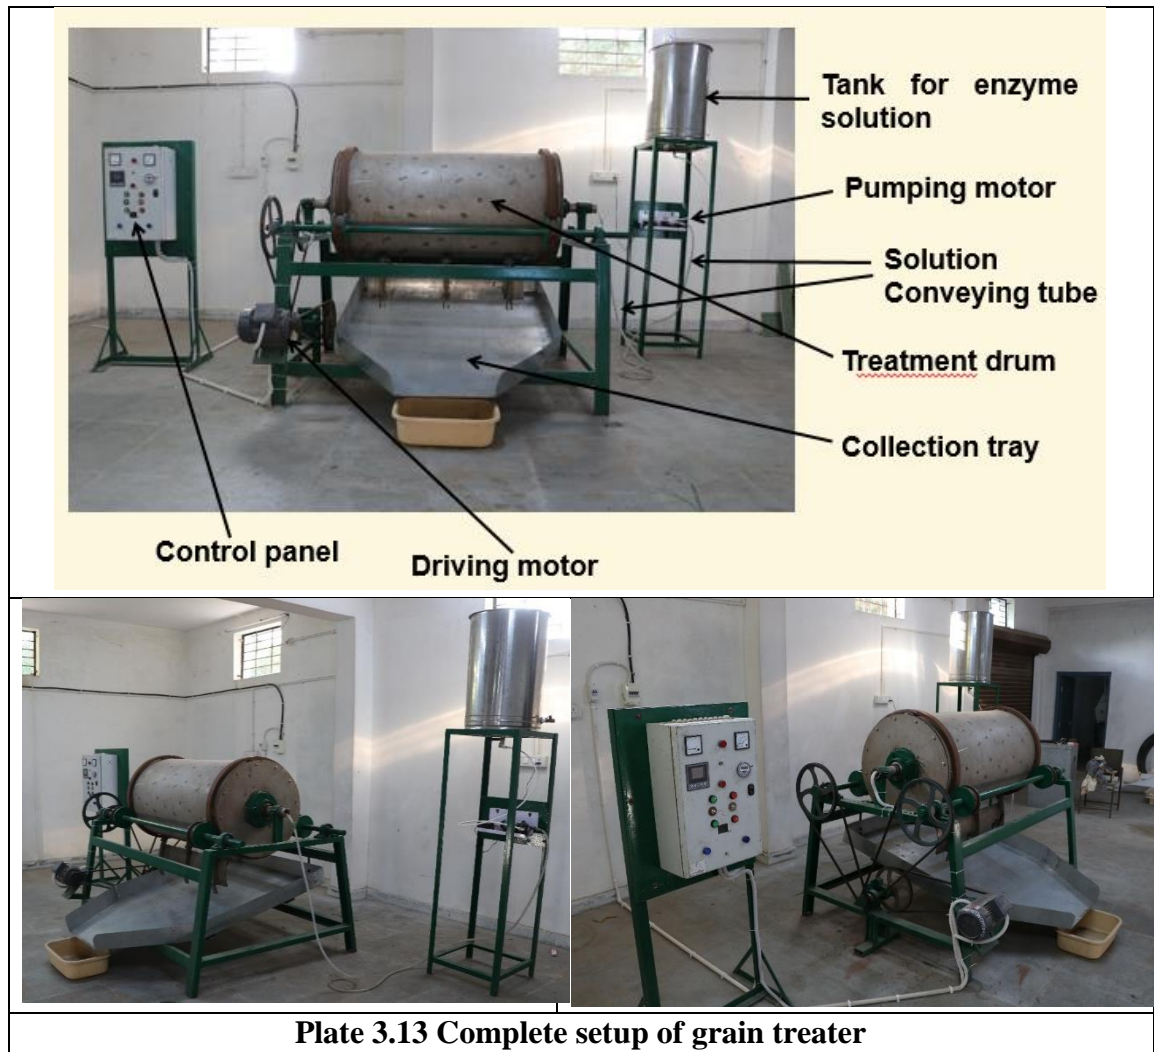 Tank for enzyme
solution
Pumping motor
Solution
Conveying tube
Treatment drum
Collection tray
Control panel
Driving motor
Plate 3.13 Complete setup of grain treater